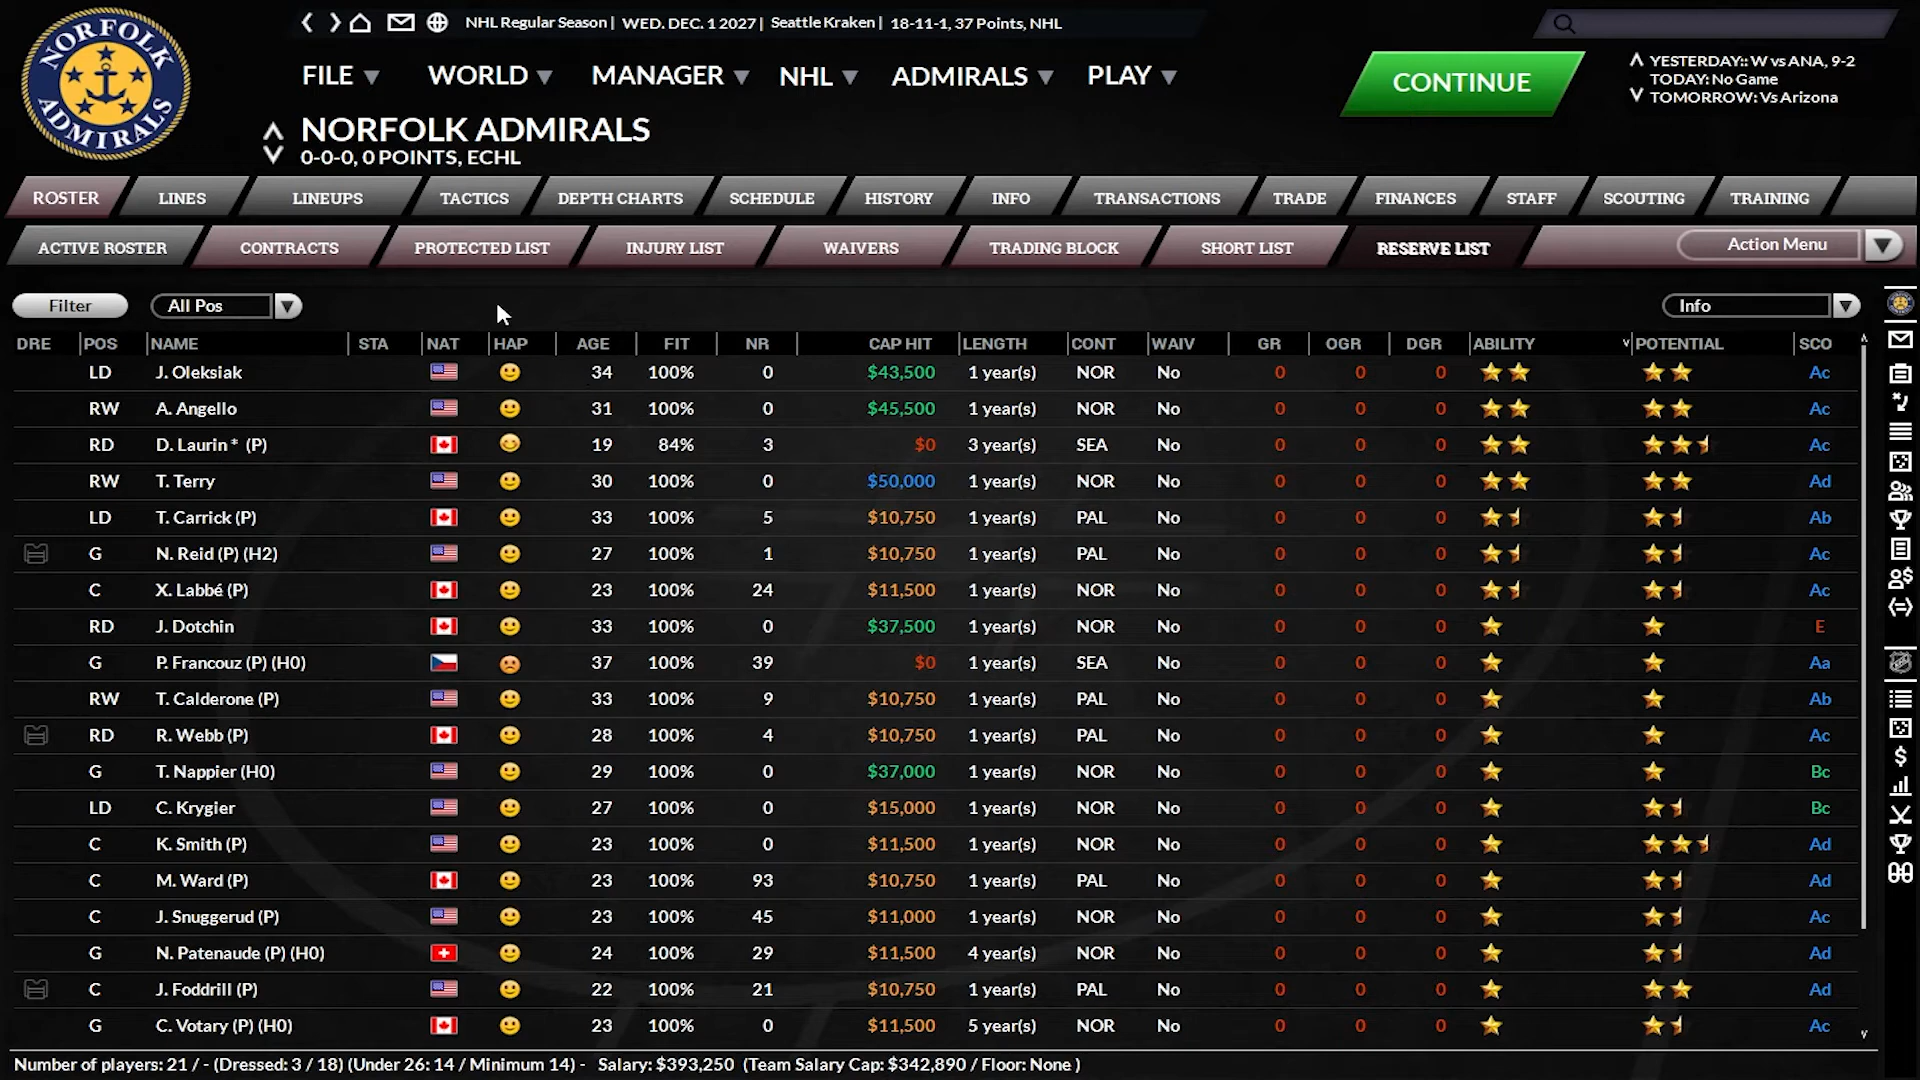 NORFOLK ADMIRALS
NHL Regular Season | WED. DEC. 1 2027 | Seattle Kraken | 18-11-1, 37 Points, NHL
FILE WORLD MANAGER NHL ADMIRALS PLAY
CONTINUE
YESTERDAY:: W vs ANA, 9-2
TODAY: No Game
TOMORROW: Vs Arizona
NORFOLK ADMIRALS
0-0-0, 0 POINTS, ECHL
ROSTER LINES LINEUPS TACTICS DEPTH CHARTS SCHEDULE HISTORY INFO TRANSACTIONS TRADE FINANCES STAFF SCOUTING TRAINING
ACTIVE ROSTER CONTRACTS PROTECTED LIST INJURY LIST WAIVERS TRADING BLOCK SHORT LIST RESERVE LIST Action Menu
Filter All Pos Info
DRE POS NAME STA NAT HAP AGE FIT NR CAP HIT LENGTH CONT WAIV GR OGR DGR ABILITY POTENTIAL SCO
LD J. Oleksiak 34 100% 0 $43,500 1 year(s) NOR No 0 0 0 Ac
RW A. Angello 31 100% 0 $45,500 1 year(s) NOR No 0 0 0 Ac
RD D. Laurin * (P) 19 84% 3 $0 3 year(s) SEA No 0 0 0 Ac
RW T. Terry 30 100% 0 $50,000 1 year(s) NOR No 0 0 0 Ad
LD T. Carrick (P) 33 100% 5 $10,750 1 year(s) PAL No 0 0 0 Ab
G N. Reid (P) (H2) 27 100% 1 $10,750 1 year(s) PAL No 0 0 0 Ac
C X. Labbé (P) 23 100% 24 $11,500 1 year(s) NOR No 0 0 0 Ac
RD J. Dotchin 33 100% 0 $37,500 1 year(s) NOR No 0 0 0 E
G P. Francouz (P) (H0) 37 100% 39 $0 1 year(s) SEA No 0 0 0 Aa
RW T. Calderone (P) 33 100% 9 $10,750 1 year(s) PAL No 0 0 0 Ab
RD R. Webb (P) 28 100% 4 $10,750 1 year(s) PAL No 0 0 0 Ac
G T. Nappier (H0) 29 100% 0 $37,000 1 year(s) NOR No 0 0 0 Bc
LD C. Krygier 27 100% 0 $15,000 1 year(s) NOR No 0 0 0 Bc
C K. Smith (P) 23 100% 0 $11,500 1 year(s) NOR No 0 0 0 Ad
C M. Ward (P) 23 100% 93 $10,750 1 year(s) PAL No 0 0 0 Ad
C J. Snuggerud (P) 23 100% 45 $11,000 1 year(s) NOR No 0 0 0 Ac
G N. Patenaude (P) (H0) 24 100% 29 $11,500 4 year(s) NOR No 0 0 0 Ad
C J. Foddrill (P) 22 100% 21 $10,750 1 year(s) PAL No 0 0 0 Ad
G C. Votary (P) (H0) 23 100% 0 $11,500 5 year(s) NOR No 0 0 0 Ac
Number of players: 21 / - (Dressed: 3 / 18) (Under 26: 14 / Minimum 14) - Salary: $393,250 (Team Salary Cap: $342,890 / Floor: None )